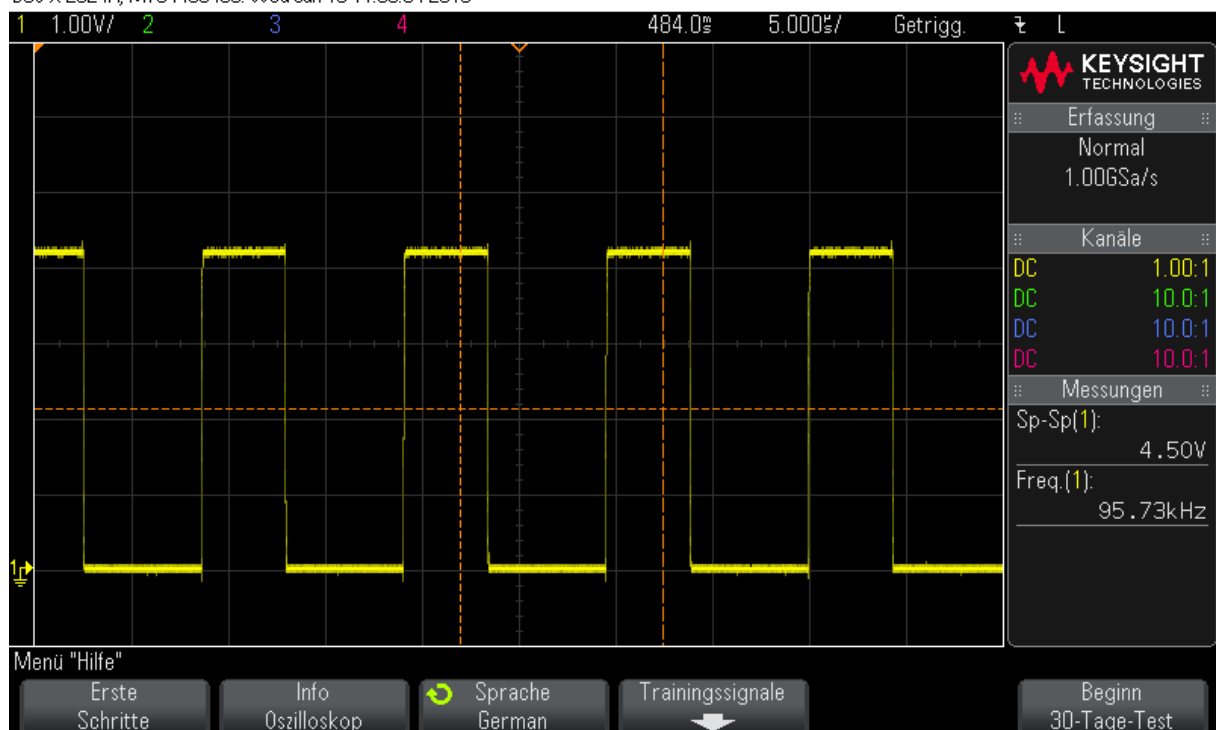 1 1.00V/ 2 3 4 484.0㎳ 5.000㎲/ Getrigg. L
KEYSIGHT
TECHNOLOGIES
Erfassung
Normal
1.00GSa/s
Kanäle
DC 1.00:1
DC 10.0:1
DC 10.0:1
DC 10.0:1
Messungen
Sp-Sp(1):
4.50V
Freq.(1):
95.73kHz
1
Menü "Hilfe"
Erste
Schritte
Info
Oszilloskop
Sprache
German
Trainingssignale
Beginn
30-Tage-Test